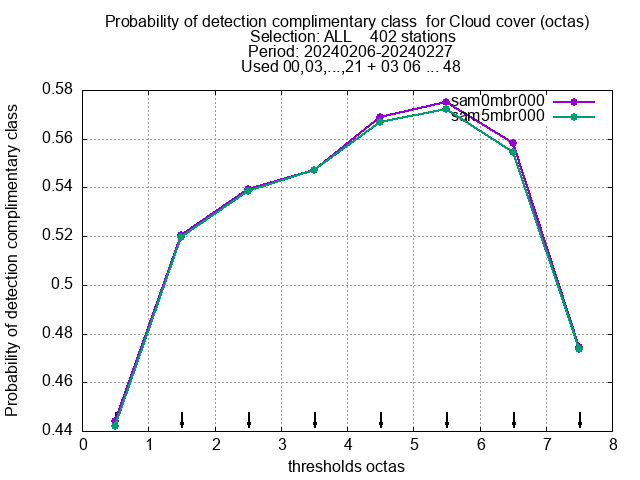 Probability of detection complimentary class  for Cloud cover (octas)
Selection: ALL    402 stations
Period: 20240206-20240227
Used 00,03,...,21 + 03 06 ... 48
sam0mbr000
sam5mbr000
Probability of detection complimentary class
0.58
0.56
0.54
0.52
0.5
0.48
0.46
0.44
0 1 2 3 4 5 6 7 8
thresholds octas